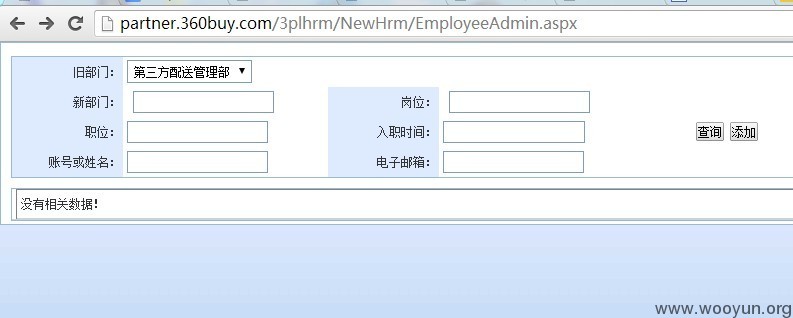 partner.360buy.com/3plhrm/NewHrm/EmployeeAdmin.aspx
旧部门： 第三方配送管理部
新部门： 岗位：
职位： 入职时间： 查询 添加
账号或姓名： 电子邮箱：
没有相关数据!
www.wooyun.org